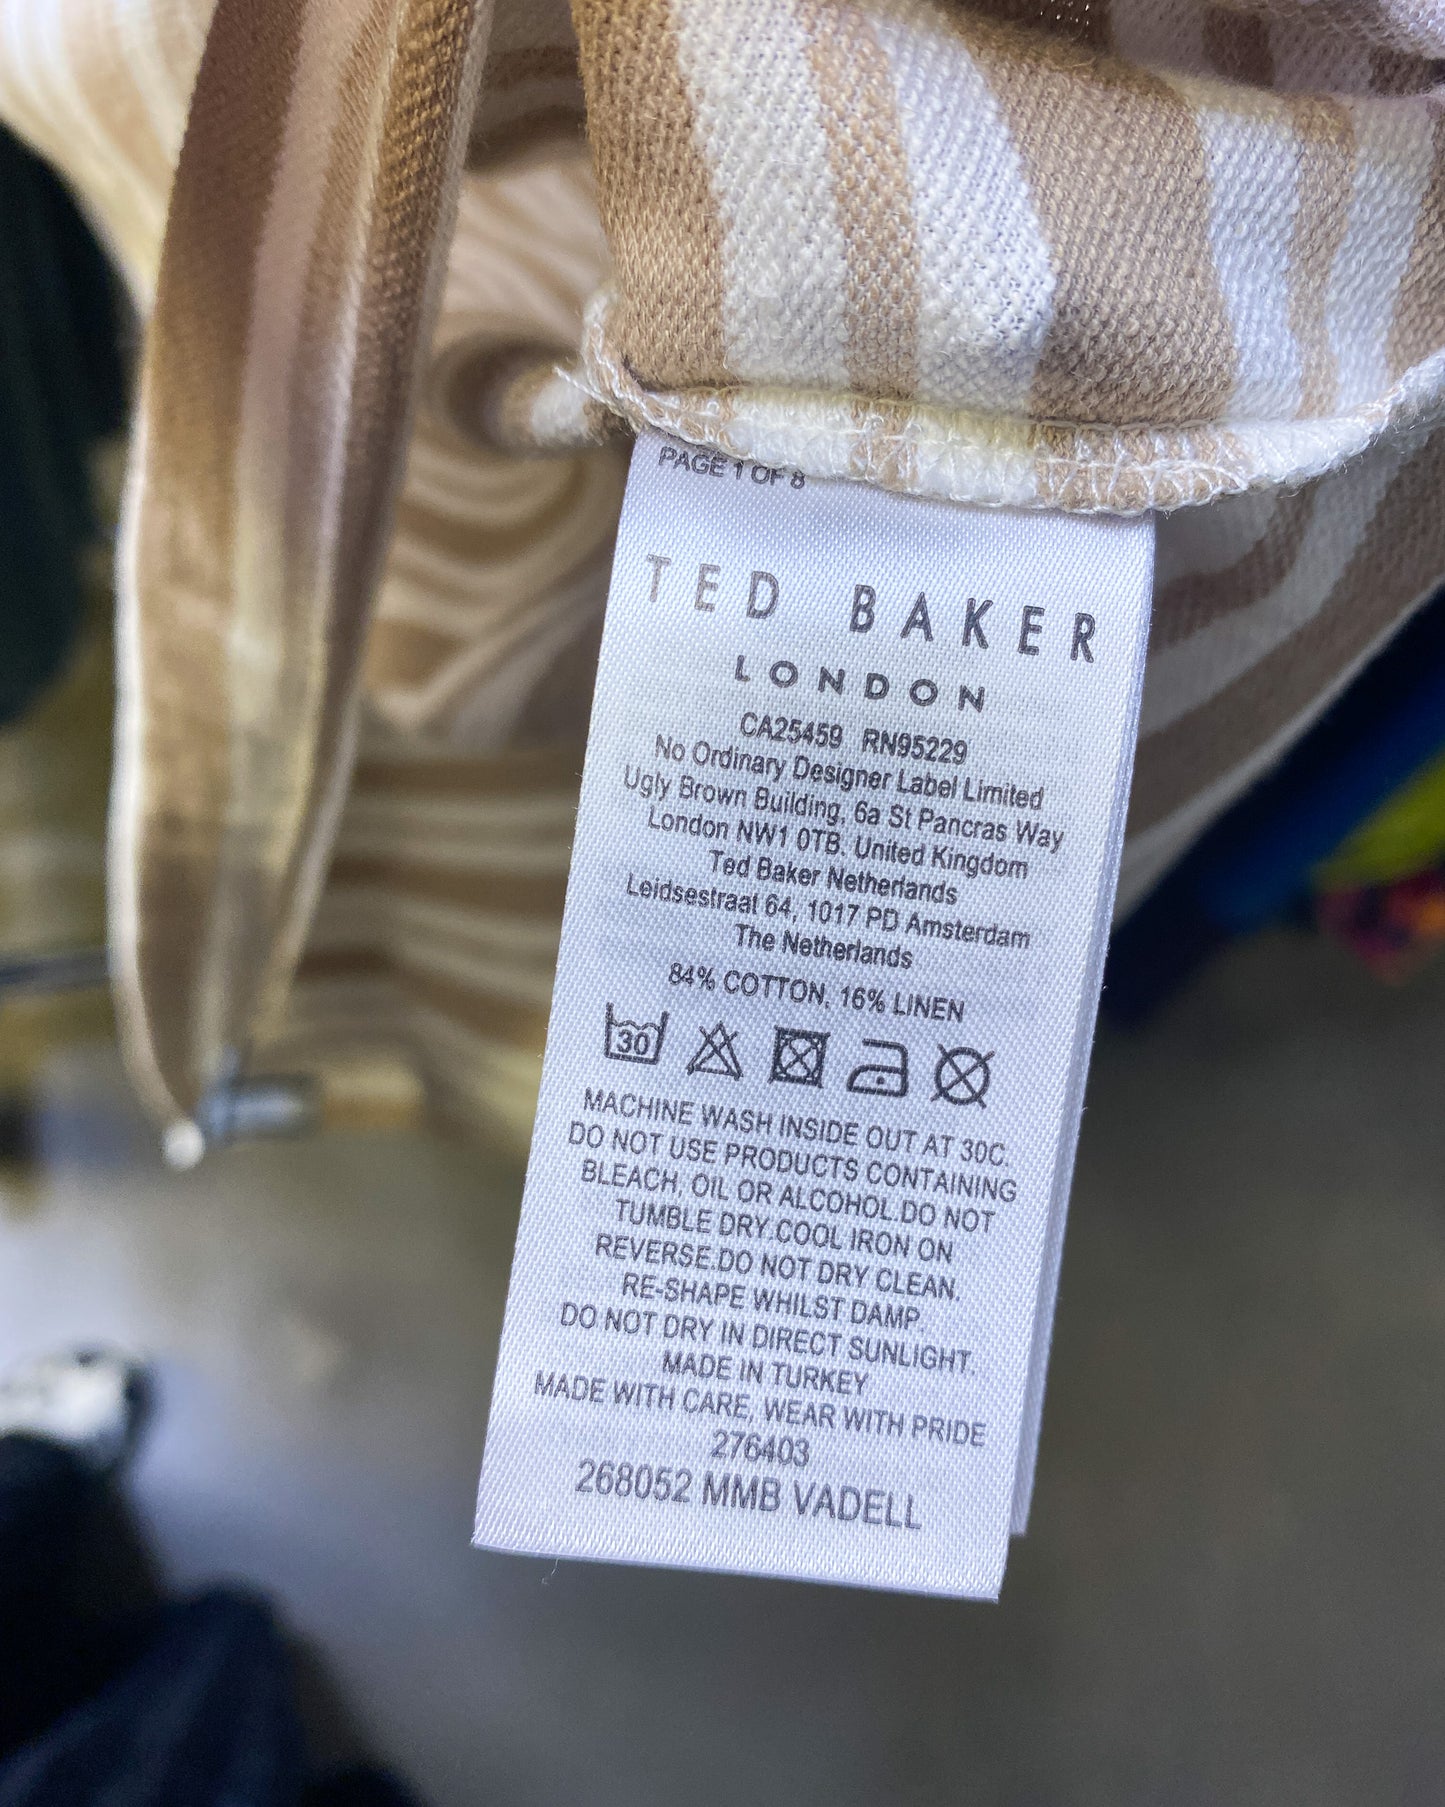 PAGE 1 OF 8
TED BAKER
LONDON
CA25459 RN95229
No Ordinary Designer Label Limited
Ugly Brown Building, 6a St Pancras Way
London NW1 0TB. United Kingdom
Ted Baker Netherlands
Leidsestraat 64, 1017 PD Amsterdam
The Netherlands
84% COTTON, 16% LINEN
30
MACHINE WASH INSIDE OUT AT 30C.
DO NOT USE PRODUCTS CONTAINING
BLEACH, OIL OR ALCOHOL.DO NOT
TUMBLE DRY.COOL IRON ON
REVERSE.DO NOT DRY CLEAN.
RE-SHAPE WHILST DAMP.
DO NOT DRY IN DIRECT SUNLIGHT.
MADE IN TURKEY
MADE WITH CARE, WEAR WITH PRIDE
276403
268052 MMB VADELL